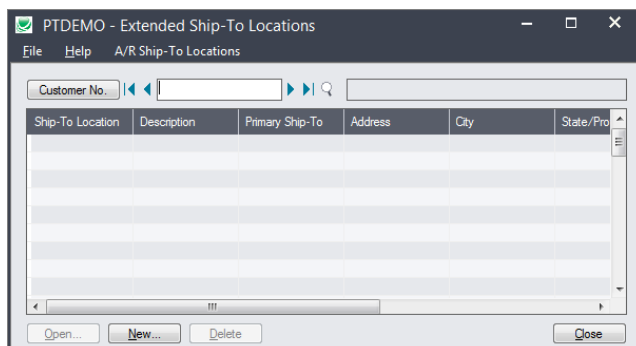 PTDEMO - Extended Ship-To Locations
File Help A/R Ship-To Locations
Customer No.
Ship-To Location Description Primary Ship-To Address City State/Pro
Open... New... Delete Close